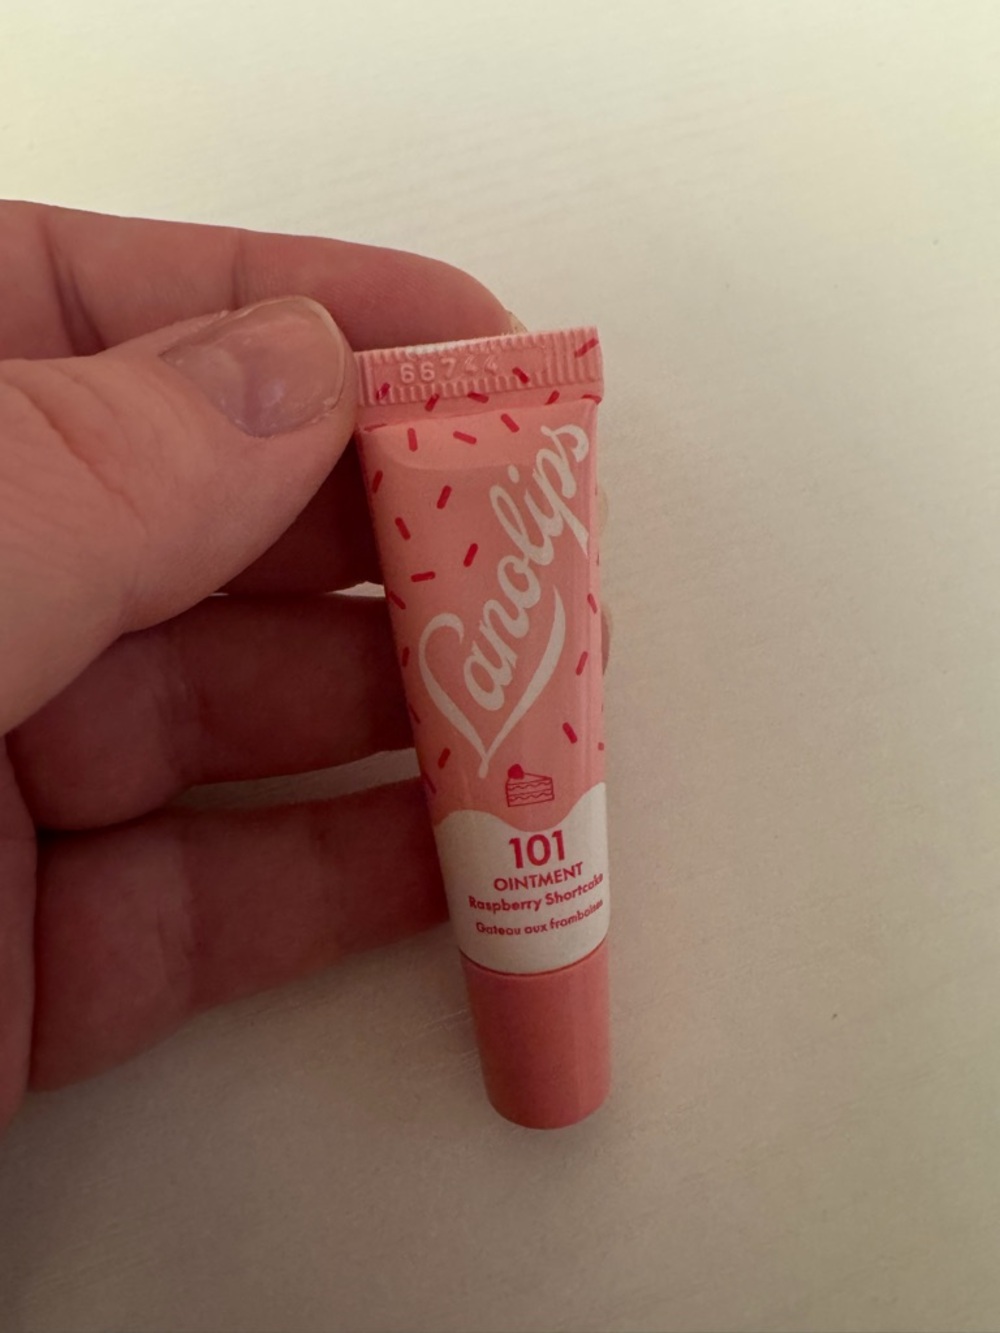 66744
Lanolips
101
OINTMENT
Raspberry Shortcake
Gateau aux framboises